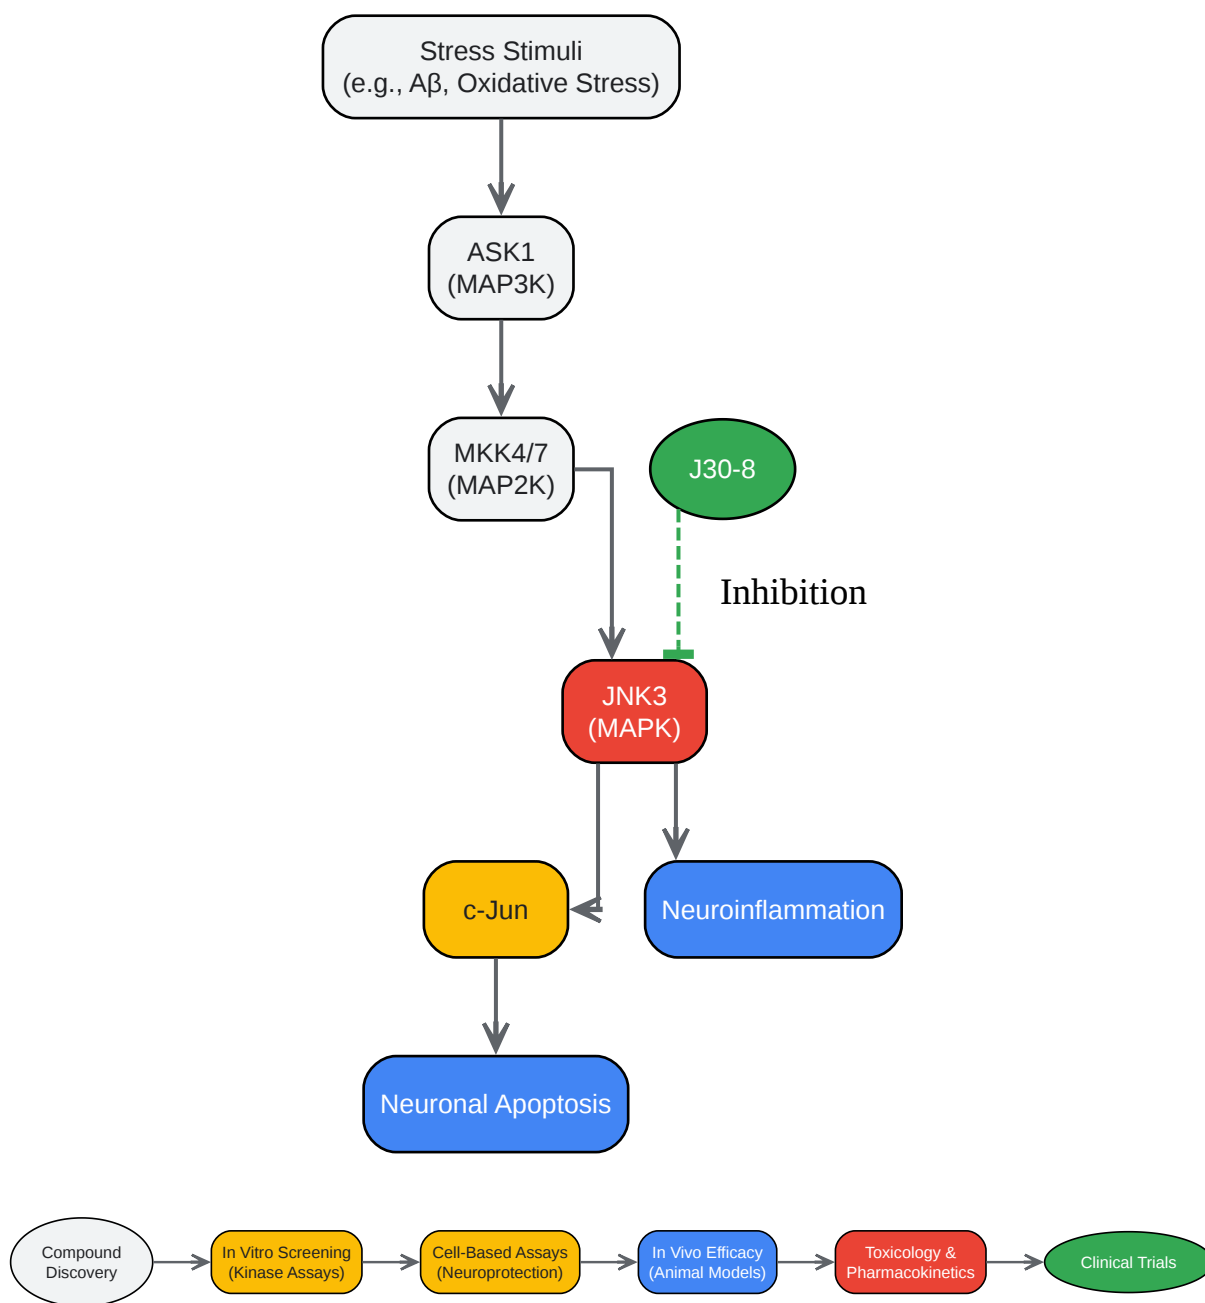 Stress Stimuli
(e.g., Aβ, Oxidative Stress)
ASK1
(MAP3K)
MKK4/7
(MAP2K)
J30-8
Inhibition
JNK3
(MAPK)
c-Jun
Neuroinflammation
Neuronal Apoptosis
Compound
Discovery
In Vitro Screening
(Kinase Assays)
Cell-Based Assays
(Neuroprotection)
In Vivo Efficacy
(Animal Models)
Toxicology &
Pharmacokinetics
Clinical Trials